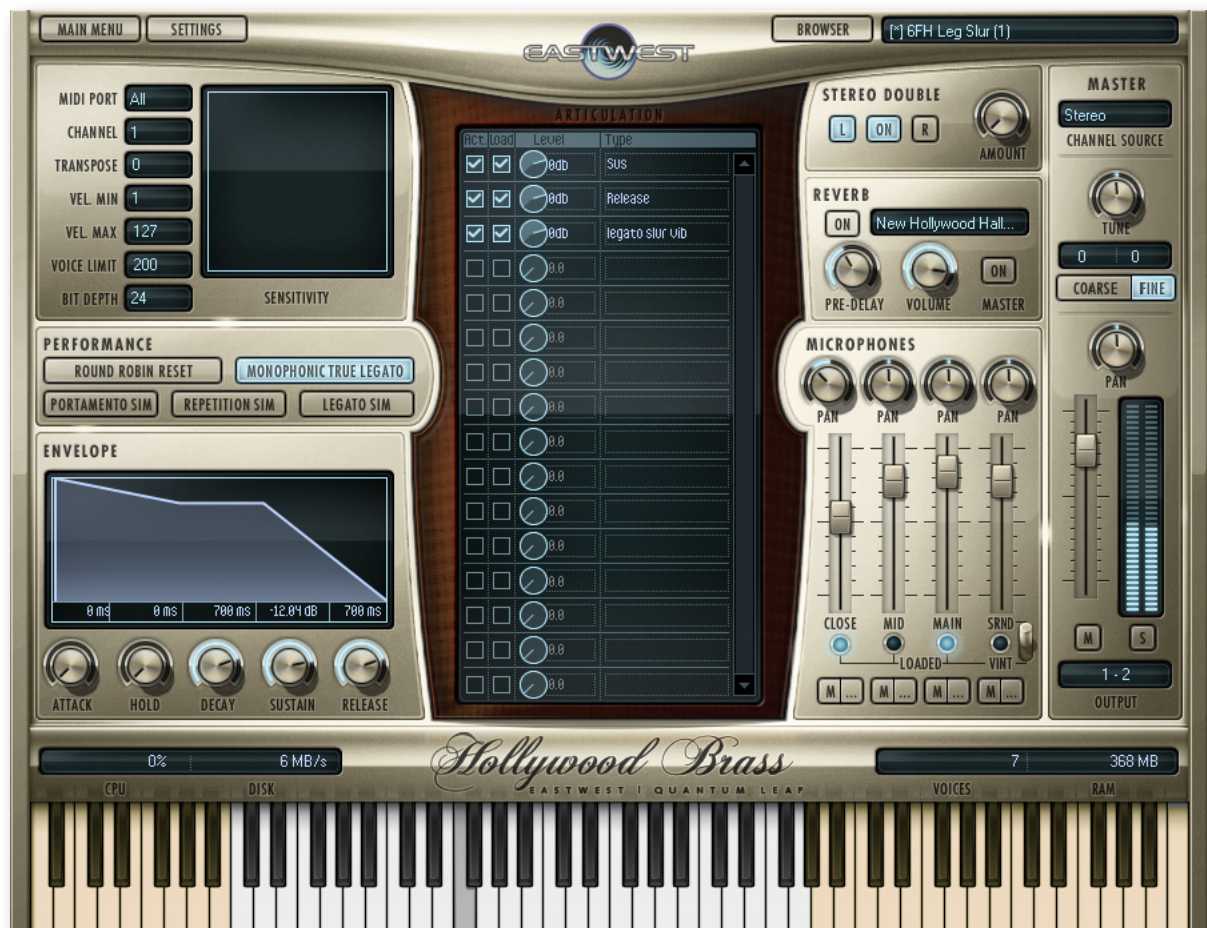 MAIN MENU
SETTINGS
EASTWEST
BROWSER
[*] 6FH Leg Slur (1)
MIDI PORT All
CHANNEL 1
TRANSPOSE 0
VEL. MIN 1
VEL. MAX 127
VOICE LIMIT 200
BIT DEPTH 24
SENSITIVITY
PERFORMANCE
ROUND ROBIN RESET
MONOPHONIC TRUE LEGATO
PORTAMENTO SIM
REPETITION SIM
LEGATO SIM
ENVELOPE
0 ms 0 ms 700 ms -12.04 dB 700 ms
ATTACK HOLD DECAY SUSTAIN RELEASE
ARTICULATION
Act. Load Level Type
0db Sus
0db Release
0db legato slur vib
0.0
0.0
0.0
0.0
0.0
0.0
0.0
0.0
0.0
0.0
0.0
0.0
0.0
STEREO DOUBLE
L ON R
AMOUNT
REVERB
ON New Hollywood Hall...
ON
PRE-DELAY VOLUME MASTER
MICROPHONES
PAN PAN PAN PAN
CLOSE MID MAIN SRND
LOADED VINT
M ... M ... M ... M ...
MASTER
Stereo
CHANNEL SOURCE
TUNE
0 0
COARSE FINE
PAN
M S
1 - 2
OUTPUT
0% 6 MB/s
CPU DISK
Hollywood Brass
EASTWEST | QUANTUM LEAP
7 368 MB
VOICES RAM